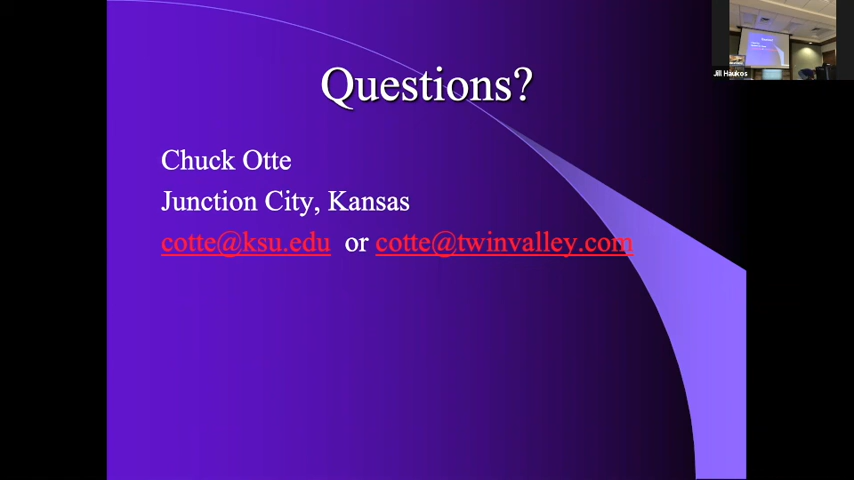 Questions?
Jill Haukos
Chuck Otte
Junction City, Kansas
cotte@ksu.edu or cotte@twinvalley.com